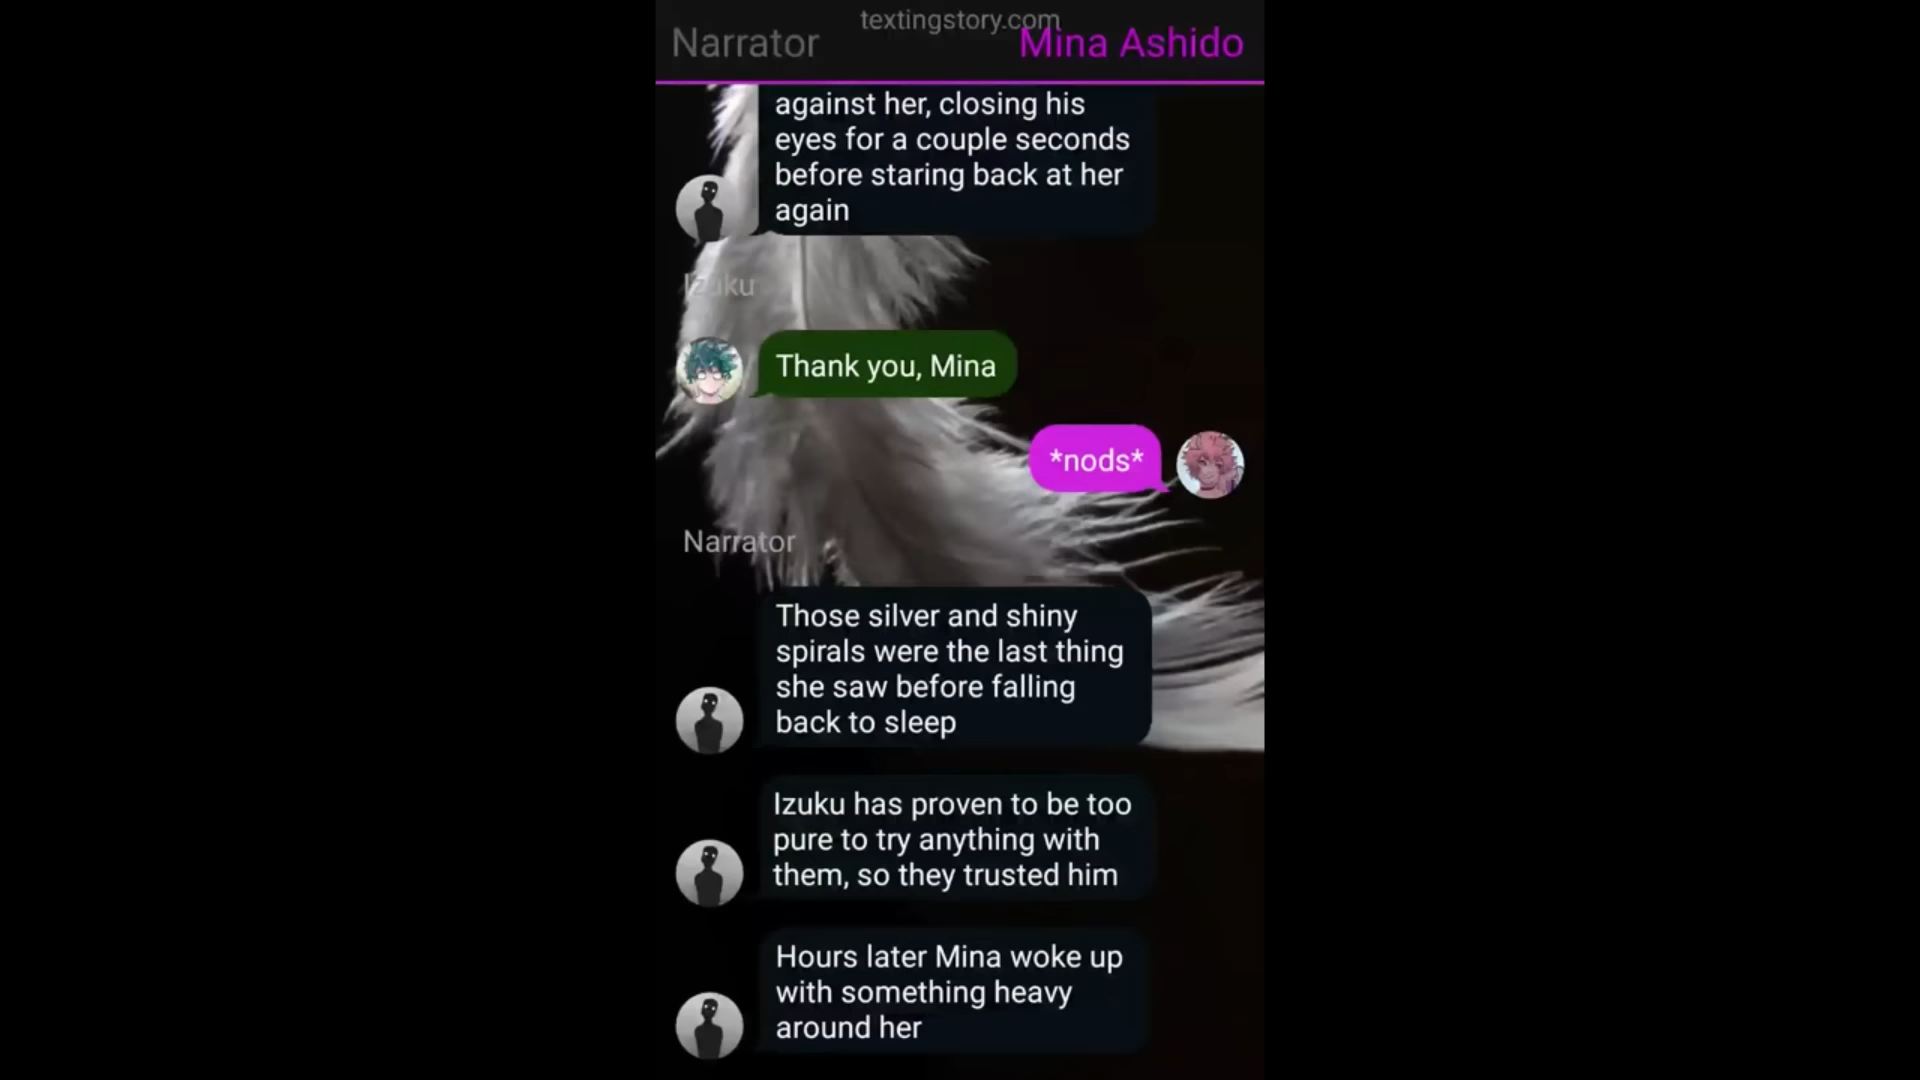 textingstory.com
Narrator
Mina Ashido
against her, closing his
eyes for a couple seconds
before staring back at her
again
Izuku
Thank you, Mina
*nods*
Narrator
Those silver and shiny
spirals were the last thing
she saw before falling
back to sleep
Izuku has proven to be too
pure to try anything with
them, so they trusted him
Hours later Mina woke up
with something heavy
around her